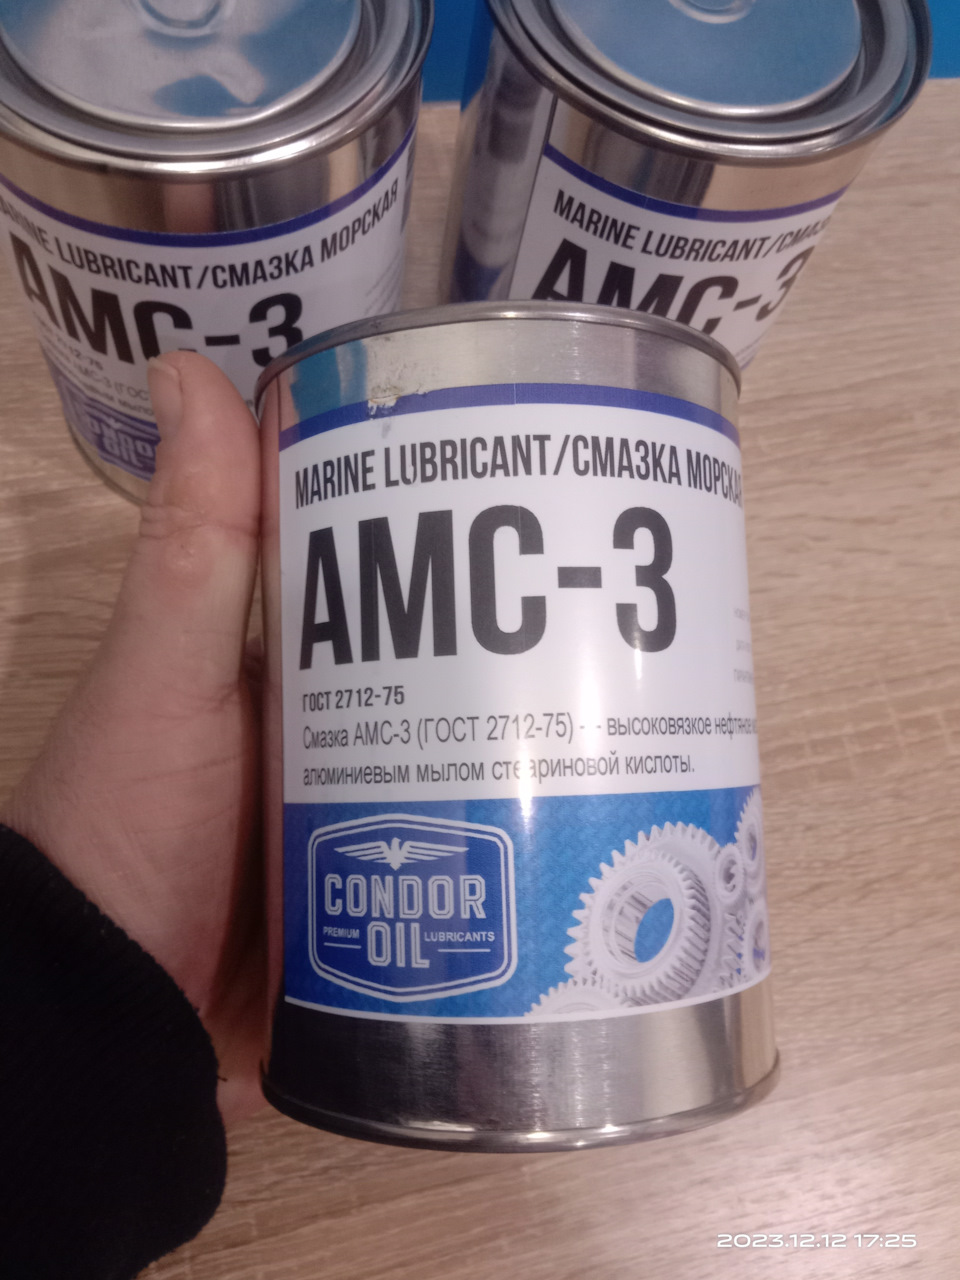 MARINE LUBRICANT/СМАЗКА МОРСКАЯ
АМС-3
MARINE LUBRICANT/СМАЗКА
АМС-3
MARINE LUBRICANT/СМАЗКА МОРСКАЯ
АМС-3
ГОСТ 2712-75
Смазка АМС-3 (ГОСТ 2712-75) - - высоковязкое нефтяное
алюминиевым мылом стеариновой кислоты.
CONDOR
PREMIUM OIL LUBRICANTS
2023.12.12 17:25